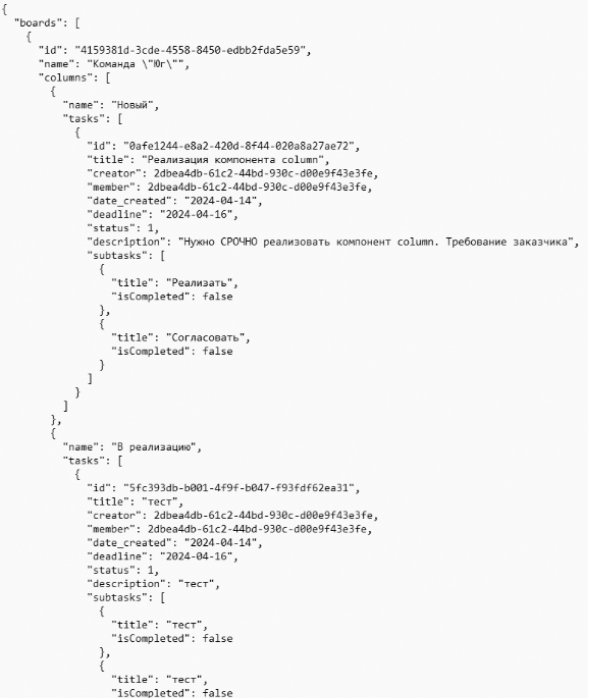 {
"boards": [
{
"id": "4159381d-3cde-4558-8450-edbb2fda5e59",
"name": "Команда \"Юг\"",
"columns": [
{
"name": "Новый",
"tasks": [
{
"id": "0afe1244-e8a2-420d-8f44-020a8a27ae72",
"title": "Реализация компонента column",
"creator": 2dbea4db-61c2-44bd-930c-d00e9f43e3fe,
"member": 2dbea4db-61c2-44bd-930c-d00e9f43e3fe,
"date_created": "2024-04-14",
"deadline": "2024-04-16",
"status": 1,
"description": "Нужно СРОЧНО реализовать компонент column. Требование заказчика",
"subtasks": [
{
"title": "Реализать",
"isCompleted": false
},
{
"title": "Согласовать",
"isCompleted": false
}
]
}
]
},
{
"name": "В реализацию",
"tasks": [
{
"id": "5fc393db-b001-4f9f-b047-f93fdf62ea31",
"title": "тест",
"creator": 2dbea4db-61c2-44bd-930c-d00e9f43e3fe,
"member": 2dbea4db-61c2-44bd-930c-d00e9f43e3fe,
"date_created": "2024-04-14",
"deadline": "2024-04-16",
"status": 1,
"description": "тест",
"subtasks": [
{
"title": "тест",
"isCompleted": false
},
{
"title": "тест",
"isCompleted": false